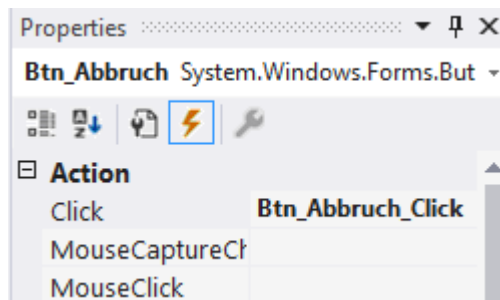 Properties
Btn_Abbruch System.Windows.Forms.But
Action
Click Btn_Abbruch_Click
MouseCaptureCh
MouseClick